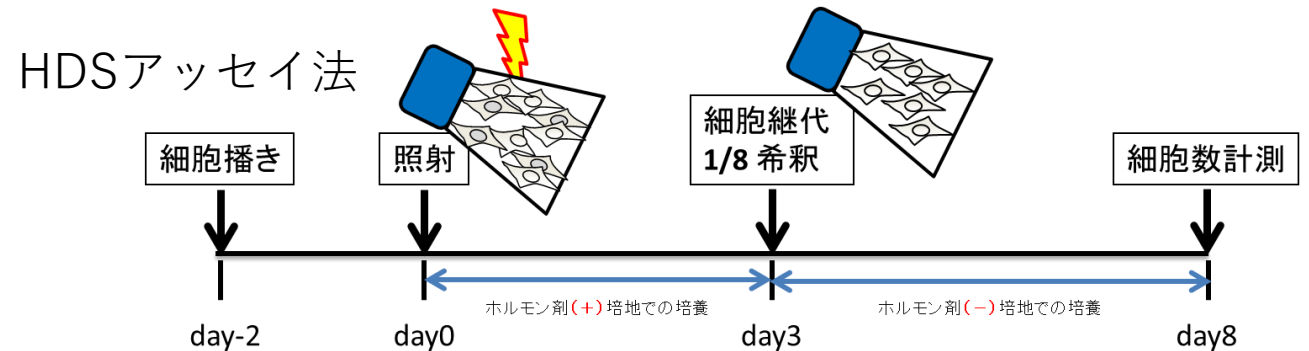 HDSアッセイ法
細胞播き
照射
細胞継代
1/8 希釈
細胞数計測
ホルモン剤(+)培地での培養
ホルモン剤(-)培地での培養
day-2
day0
day3
day8